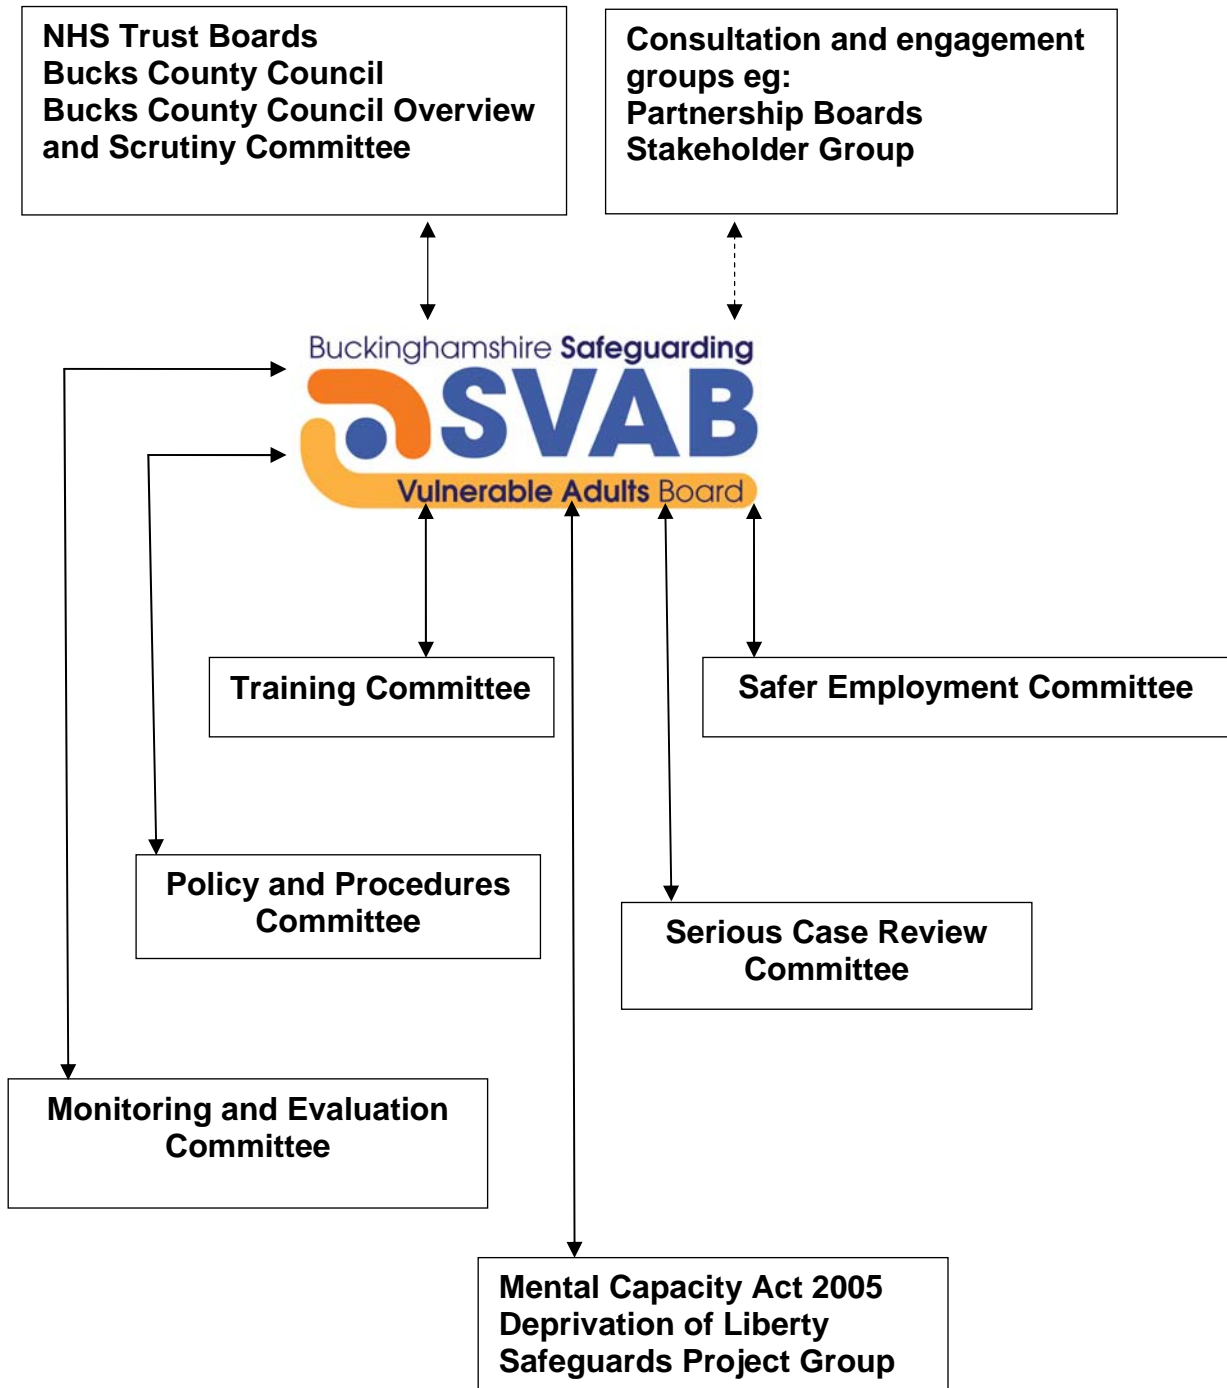 NHS Trust Boards
Bucks County Council
Bucks County Council Overview
and Scrutiny Committee
Consultation and engagement
groups eg:
Partnership Boards
Stakeholder Group
Buckinghamshire Safeguarding
SVAB
Vulnerable Adults Board
Training Committee
Safer Employment Committee
Policy and Procedures
Committee
Serious Case Review
Committee
Monitoring and Evaluation
Committee
Mental Capacity Act 2005
Deprivation of Liberty
Safeguards Project Group